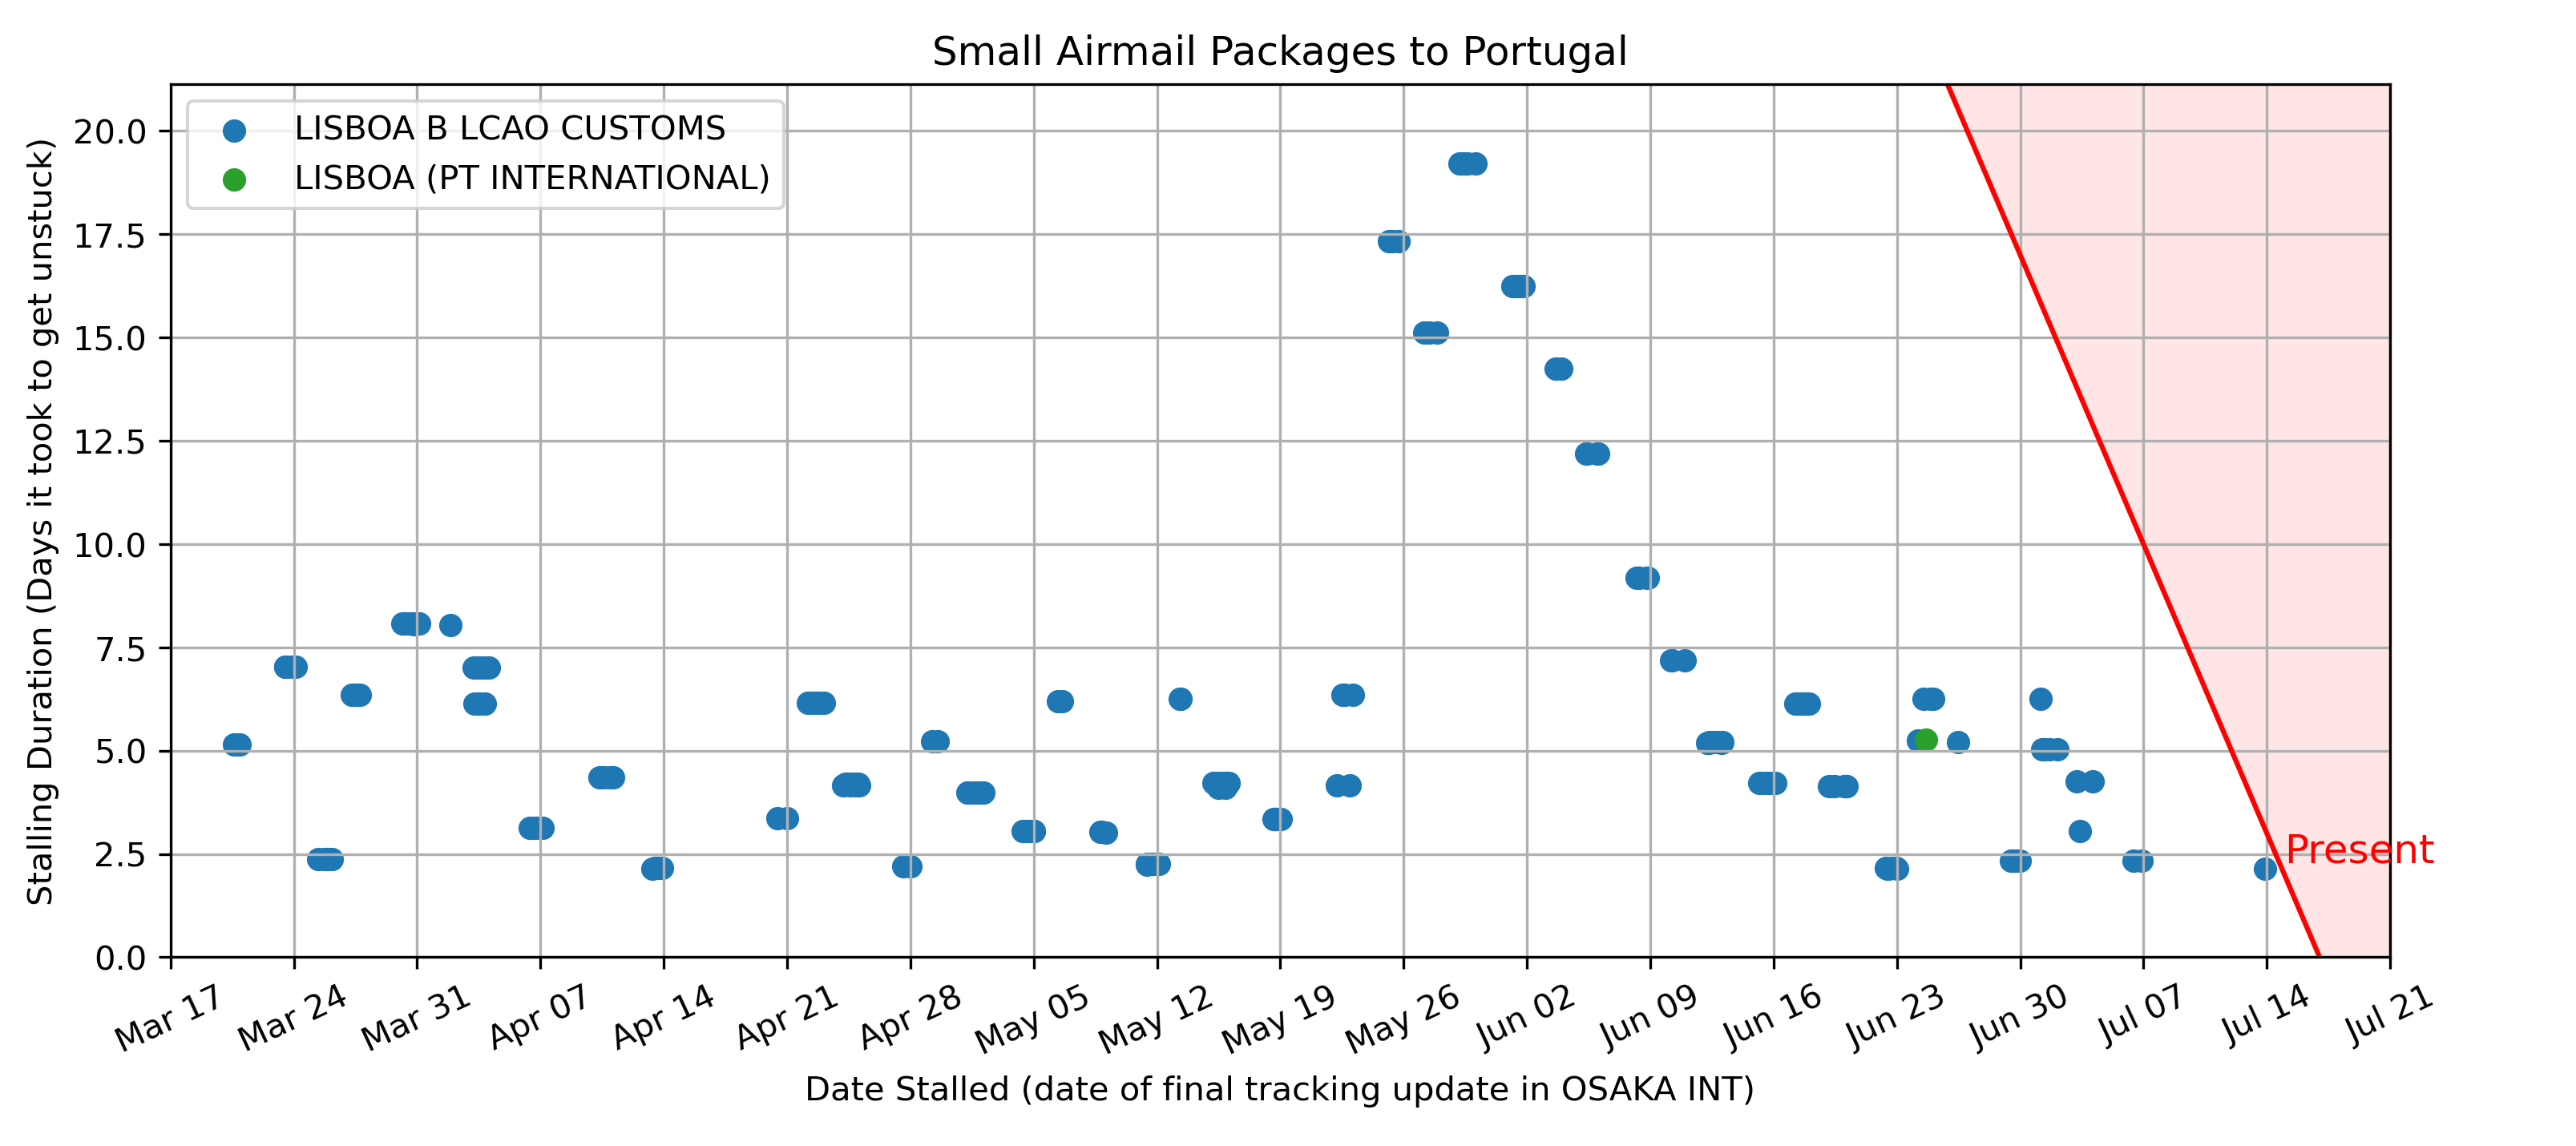 Small Airmail Packages to Portugal
LISBOA B LCAO CUSTOMS
LISBOA (PT INTERNATIONAL)
Stalling Duration (Days it took to get unstuck)
20.0
17.5
15.0
12.5
10.0
7.5
5.0
2.5
0.0
Present
Mar 17 Mar 24 Mar 31 Apr 07 Apr 14 Apr 21 Apr 28 May 05 May 12 May 19 May 26 Jun 02 Jun 09 Jun 16 Jun 23 Jun 30 Jul 07 Jul 14 Jul 21
Date Stalled (date of final tracking update in OSAKA INT)